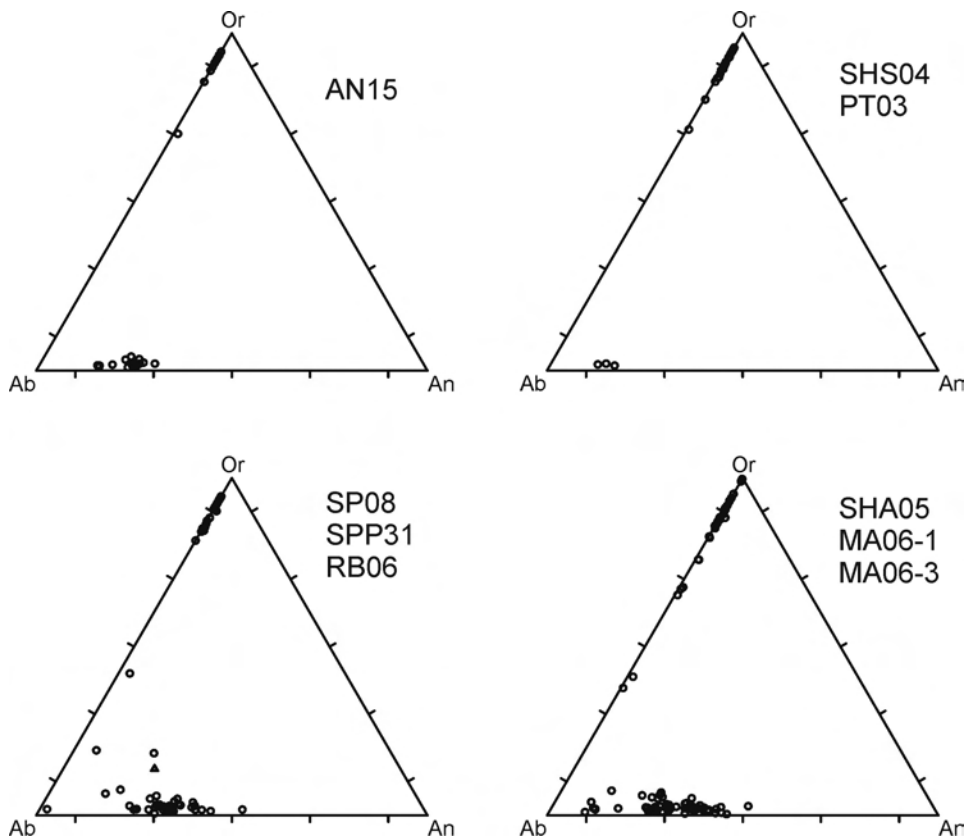 Or
AN15
Ab
An
Or
SHS04
PT03
Ab
An
Or
SP08
SPP31
RB06
Ab
An
Or
SHA05
MA06-1
MA06-3
Ab
An